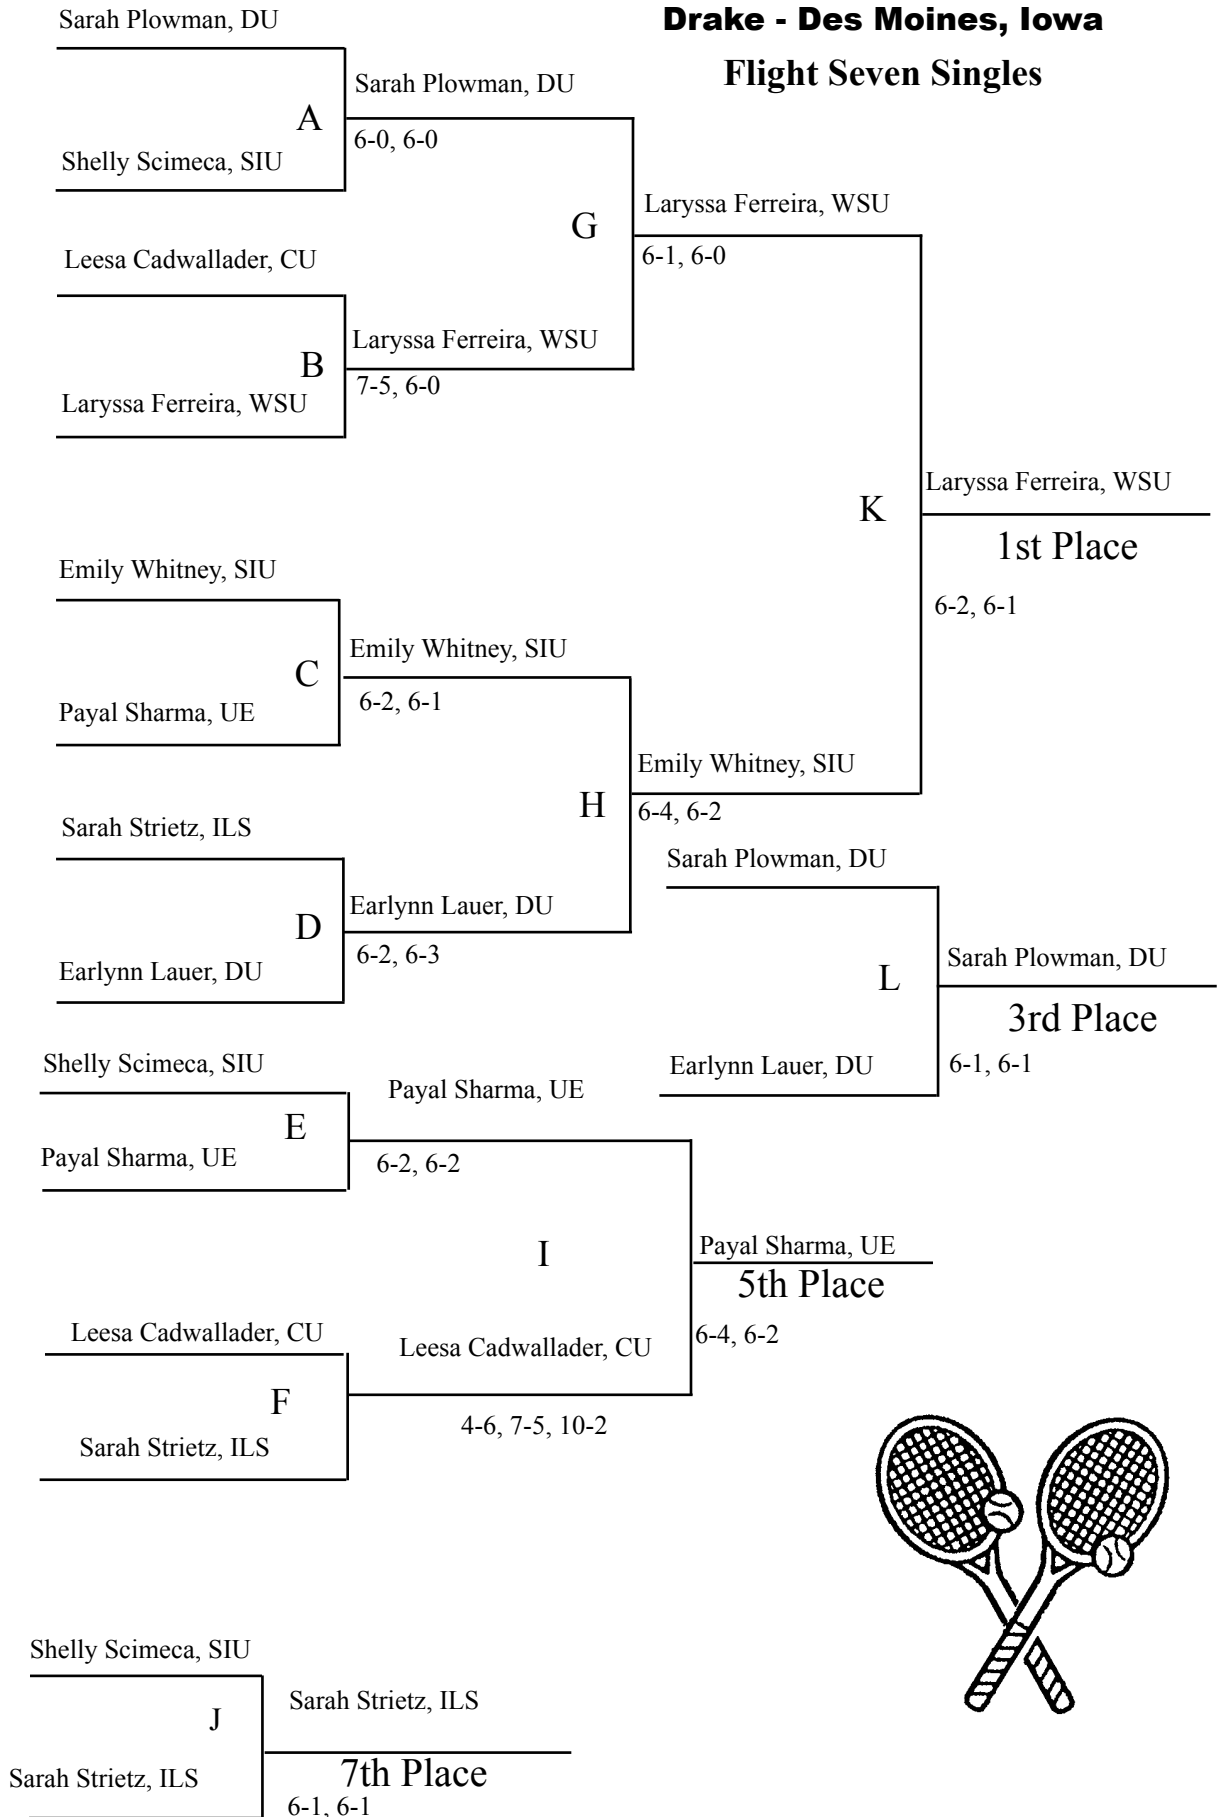 Drake - Des Moines, Iowa
Flight Seven Singles
Sarah Plowman, DU
A
Shelly Scimeca, SIU
Sarah Plowman, DU
6-0, 6-0
Leesa Cadwallader, CU
B
Laryssa Ferreira, WSU
Laryssa Ferreira, WSU
7-5, 6-0
G
Laryssa Ferreira, WSU
6-1, 6-0
Emily Whitney, SIU
C
Payal Sharma, UE
Emily Whitney, SIU
6-2, 6-1
Sarah Strietz, ILS
D
Earlynn Lauer, DU
Earlynn Lauer, DU
6-2, 6-3
H
Emily Whitney, SIU
6-4, 6-2
K
Laryssa Ferreira, WSU
1st Place
6-2, 6-1
Sarah Plowman, DU
L
Earlynn Lauer, DU
Sarah Plowman, DU
3rd Place
6-1, 6-1
Shelly Scimeca, SIU
E
Payal Sharma, UE
Payal Sharma, UE
6-2, 6-2
Leesa Cadwallader, CU
F
Sarah Strietz, ILS
Leesa Cadwallader, CU
4-6, 7-5, 10-2
I
Payal Sharma, UE
5th Place
6-4, 6-2
Shelly Scimeca, SIU
J
Sarah Strietz, ILS
Sarah Strietz, ILS
7th Place
6-1, 6-1